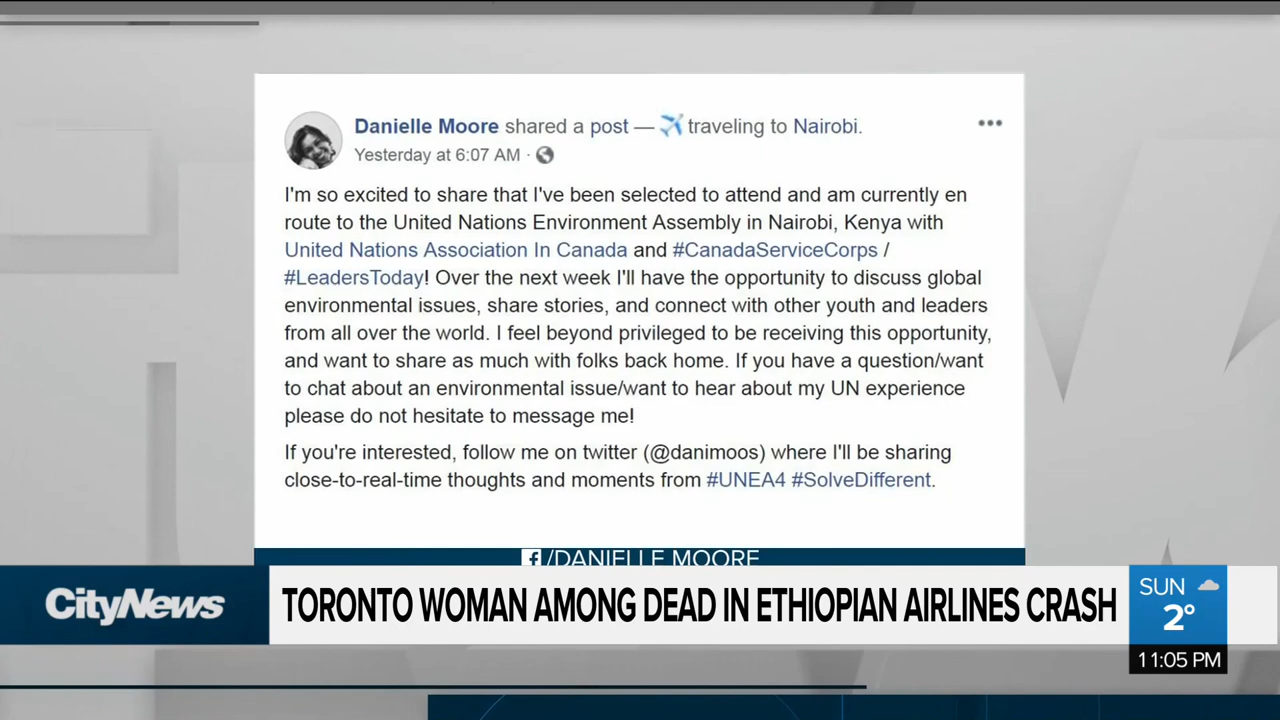 Danielle Moore shared a post — ✈️ traveling to Nairobi.
Yesterday at 6:07 AM ·
I'm so excited to share that I've been selected to attend and am currently en
route to the United Nations Environment Assembly in Nairobi, Kenya with
United Nations Association In Canada and #CanadaServiceCorps /
#LeadersToday! Over the next week I'll have the opportunity to discuss global
environmental issues, share stories, and connect with other youth and leaders
from all over the world. I feel beyond privileged to be receiving this opportunity,
and want to share as much with folks back home. If you have a question/want
to chat about an environmental issue/want to hear about my UN experience
please do not hesitate to message me!
If you're interested, follow me on twitter (@danimoos) where I'll be sharing
close-to-real-time thoughts and moments from #UNEA4 #SolveDifferent.
f/DANIELLE MOORE
CityNews
TORONTO WOMAN AMONG DEAD IN ETHIOPIAN AIRLINES CRASH
SUN
2°
11:05 PM